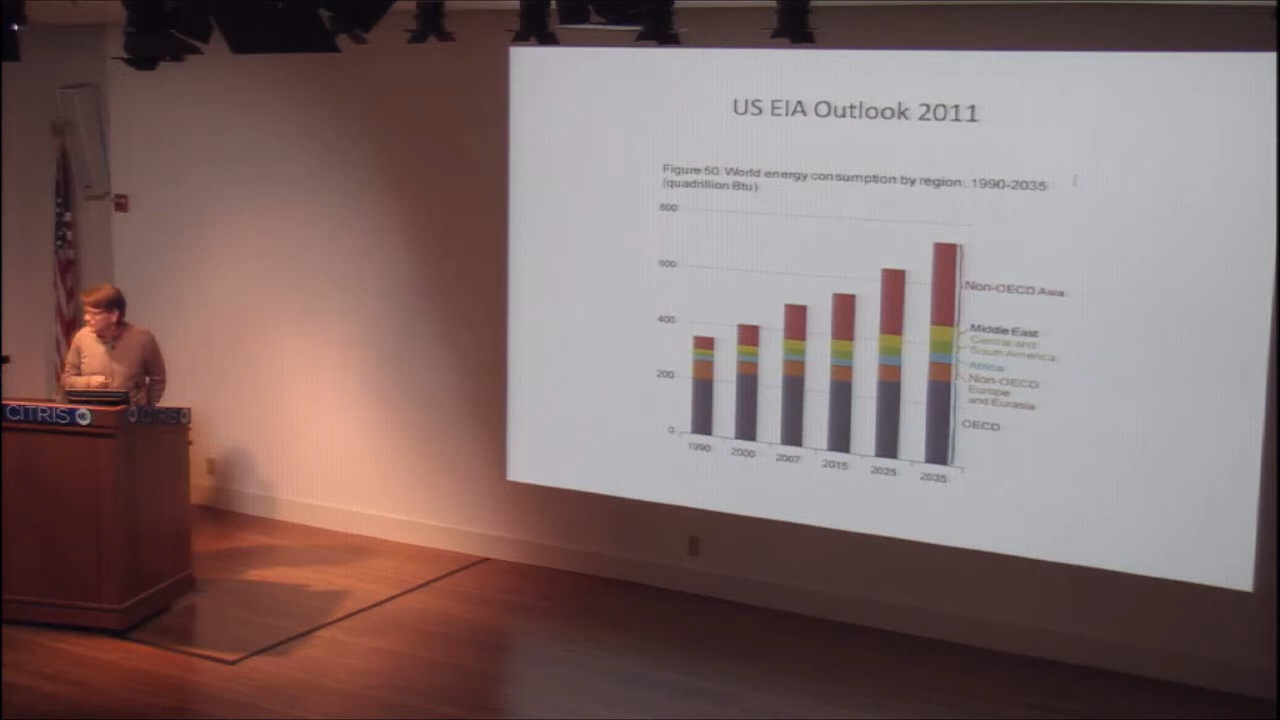 US EIA Outlook 2011
Figure 50. World energy consumption by region, 1990-2035
(quadrillion Btu)
800
600
400
200
0
1990
2000
2007
2015
2025
2035
Non-OECD Asia
Middle East
Central and
South America
Africa
Non-OECD
Europe
and Eurasia
OECD
CITRIS
CITRIS